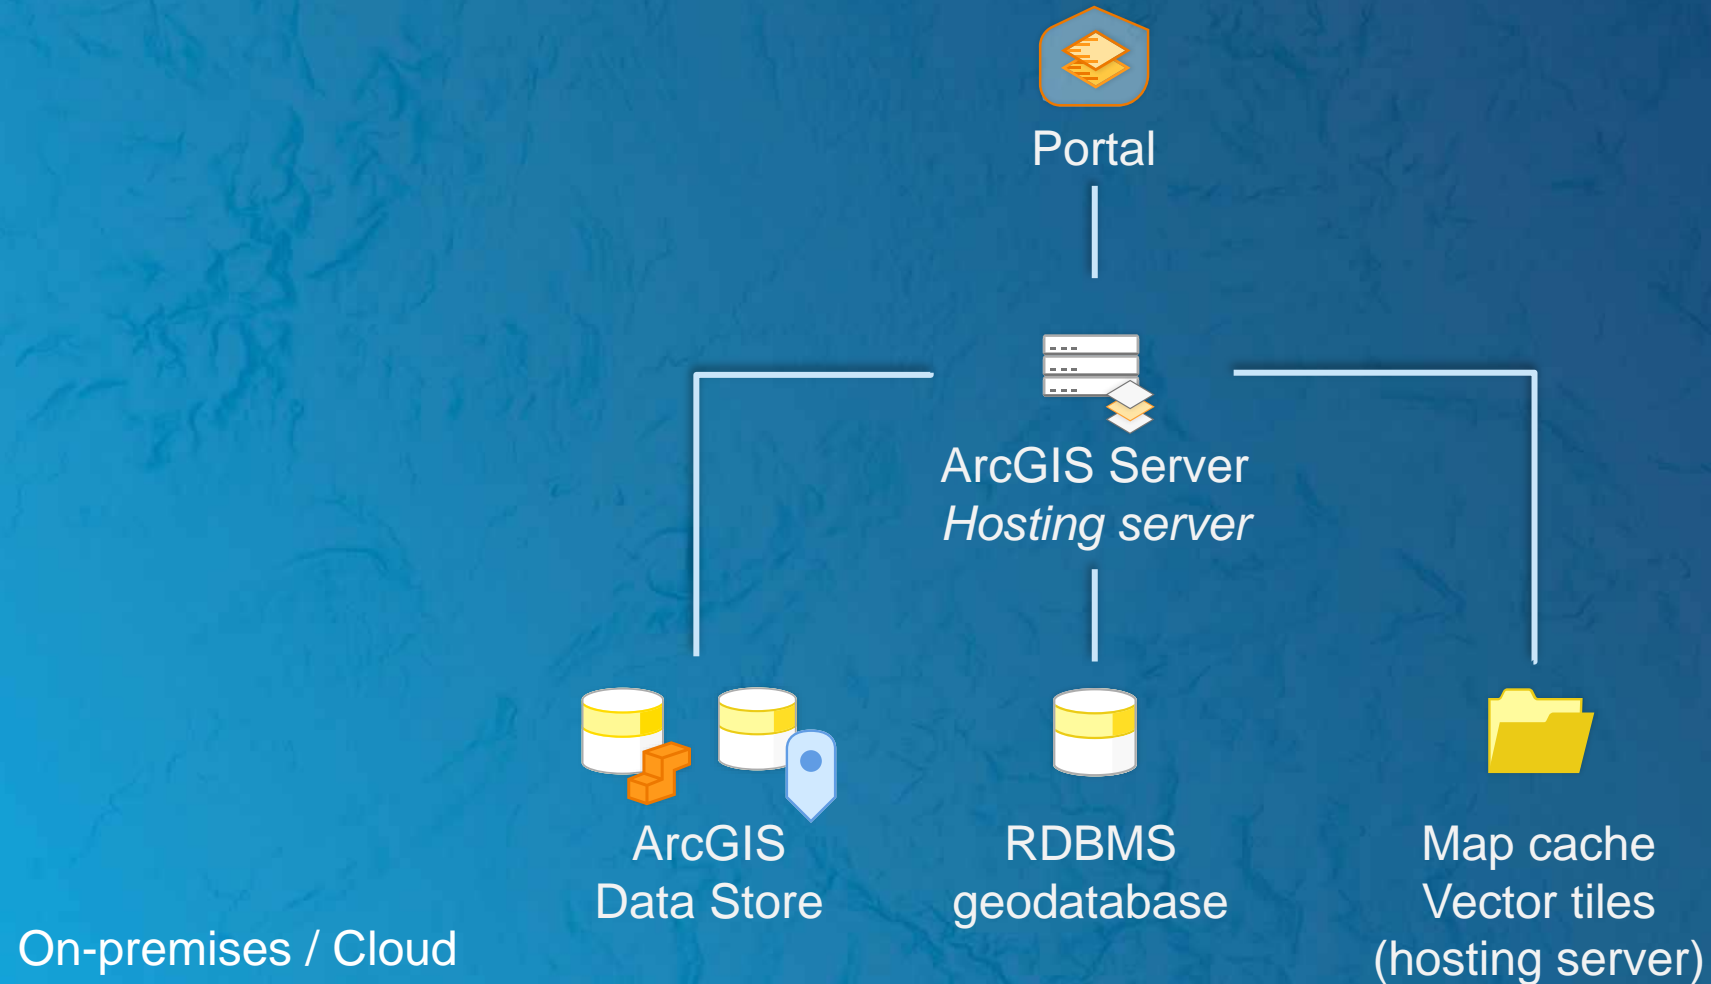 Portal
ArcGIS Server
Hosting server
ArcGIS
Data Store
RDBMS
geodatabase
Map cache
Vector tiles
(hosting server)
On-premises / Cloud